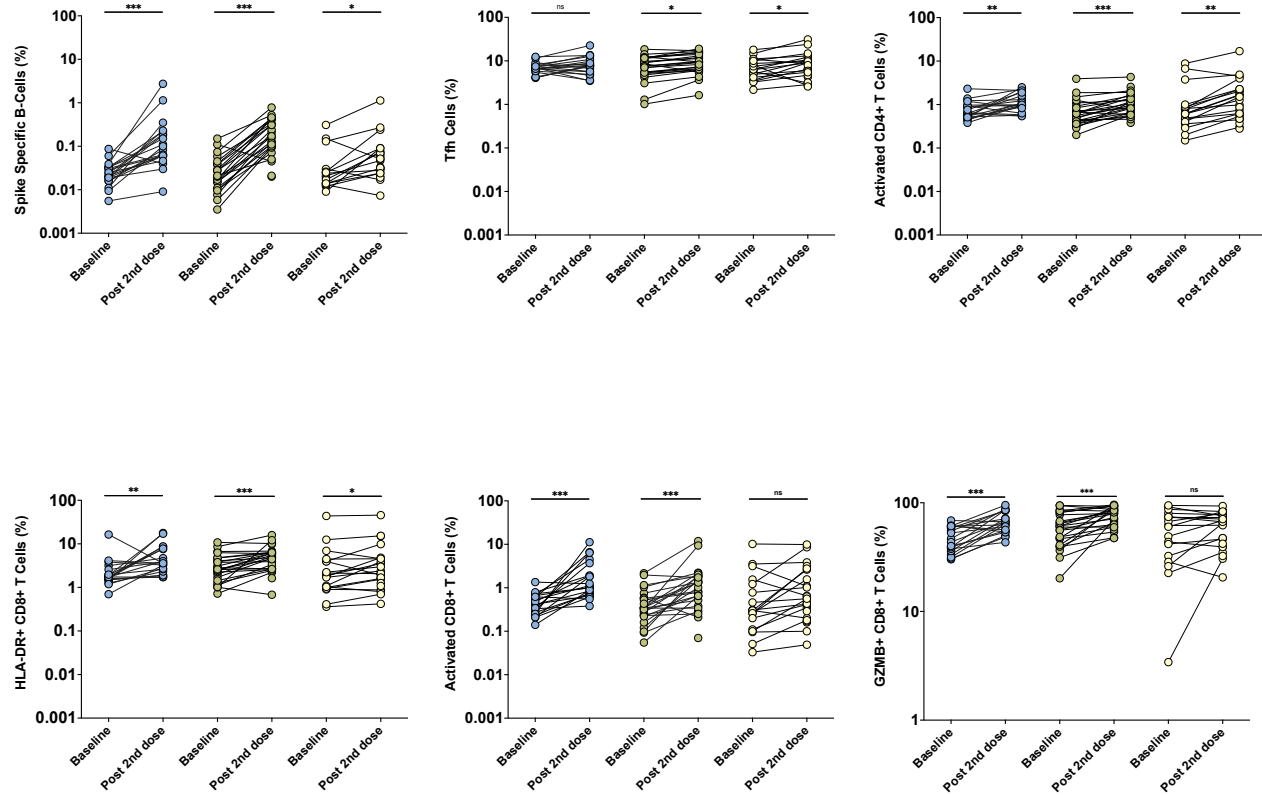 *** *** *
Spike Specific B-Cells (%)
100
10
1
0.1
0.01
0.001
Baseline
Post 2nd dose
Baseline
Post 2nd dose
Baseline
Post 2nd dose
ns * *
Tfh Cells (%)
100
10
1
0.1
0.01
0.001
Baseline
Post 2nd dose
Baseline
Post 2nd dose
Baseline
Post 2nd dose
** *** **
Activated CD4+ T Cells (%)
100
10
1
0.1
0.01
0.001
Baseline
Post 2nd dose
Baseline
Post 2nd dose
Baseline
Post 2nd dose
** *** *
HLA-DR+ CD8+ T Cells (%)
100
10
1
0.1
0.01
0.001
Baseline
Post 2nd dose
Baseline
Post 2nd dose
Baseline
Post 2nd dose
*** *** ns
Activated CD8+ T Cells (%)
100
10
1
0.1
0.01
0.001
Baseline
Post 2nd dose
Baseline
Post 2nd dose
Baseline
Post 2nd dose
*** *** ns
GZMB+ CD8+ T Cells (%)
100
10
1
Baseline
Post 2nd dose
Baseline
Post 2nd dose
Baseline
Post 2nd dose